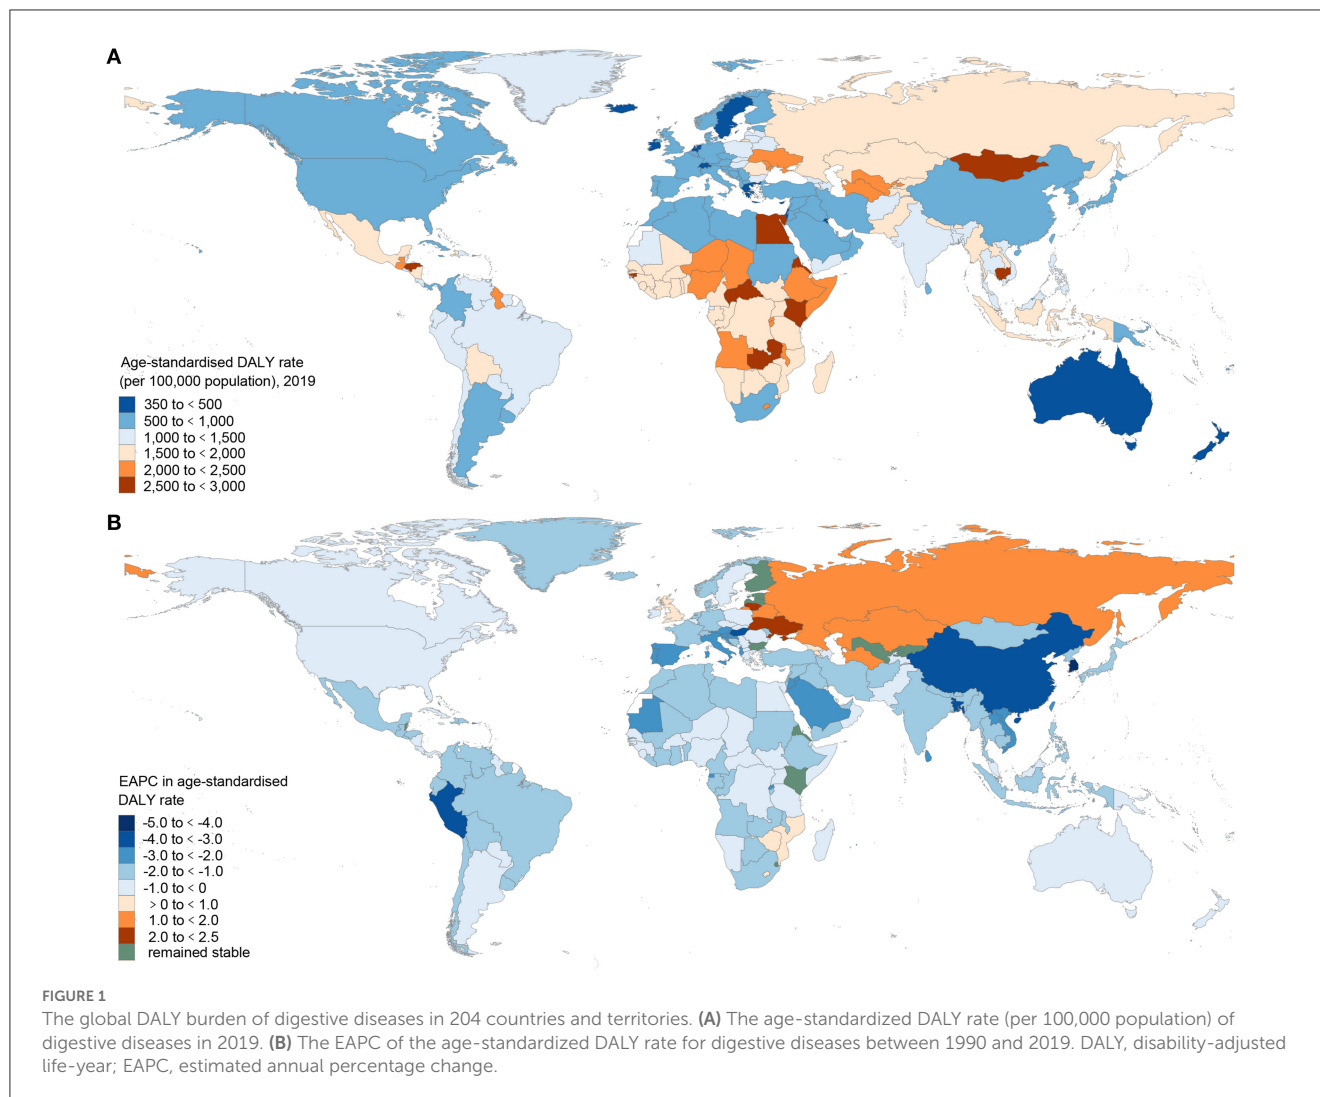 A
Age-standardised DALY rate
(per 100,000 population), 2019
350 to < 500
500 to < 1,000
1,000 to < 1,500
1,500 to < 2,000
2,000 to < 2,500
2,500 to < 3,000
B
EAPC in age-standardised
DALY rate
-5.0 to < -4.0
-4.0 to < -3.0
-3.0 to < -2.0
-2.0 to < -1.0
-1.0 to < 0
> 0 to < 1.0
1.0 to < 2.0
2.0 to < 2.5
remained stable
FIGURE 1
The global DALY burden of digestive diseases in 204 countries and territories. (A) The age-standardized DALY rate (per 100,000 population) of
digestive diseases in 2019. (B) The EAPC of the age-standardized DALY rate for digestive diseases between 1990 and 2019. DALY, disability-adjusted
life-year; EAPC, estimated annual percentage change.